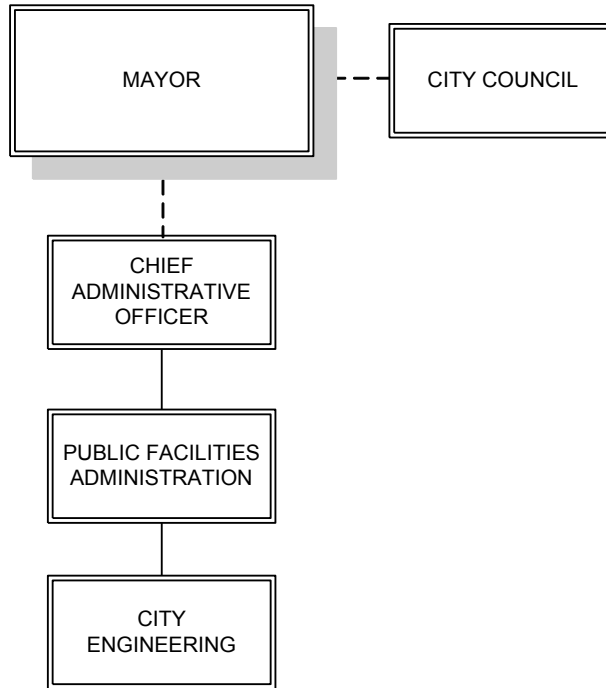 MAYOR
CITY COUNCIL
CHIEF
ADMINISTRATIVE
OFFICER
PUBLIC FACILITIES
ADMINISTRATION
CITY
ENGINEERING